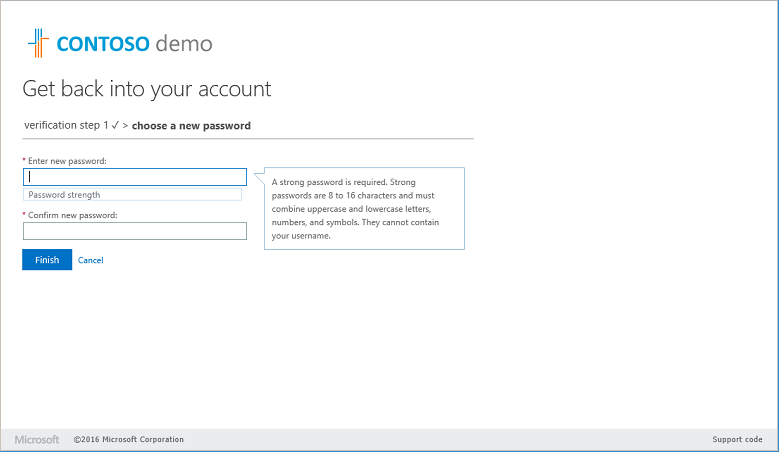 CONTOSO demo
Get back into your account
verification step 1 ✓ > choose a new password
* Enter new password:
Password strength
A strong password is required. Strong
passwords are 8 to 16 characters and must
combine uppercase and lowercase letters,
numbers, and symbols. They cannot contain
your username.
* Confirm new password:
Finish Cancel
Microsoft ©2016 Microsoft Corporation Support code